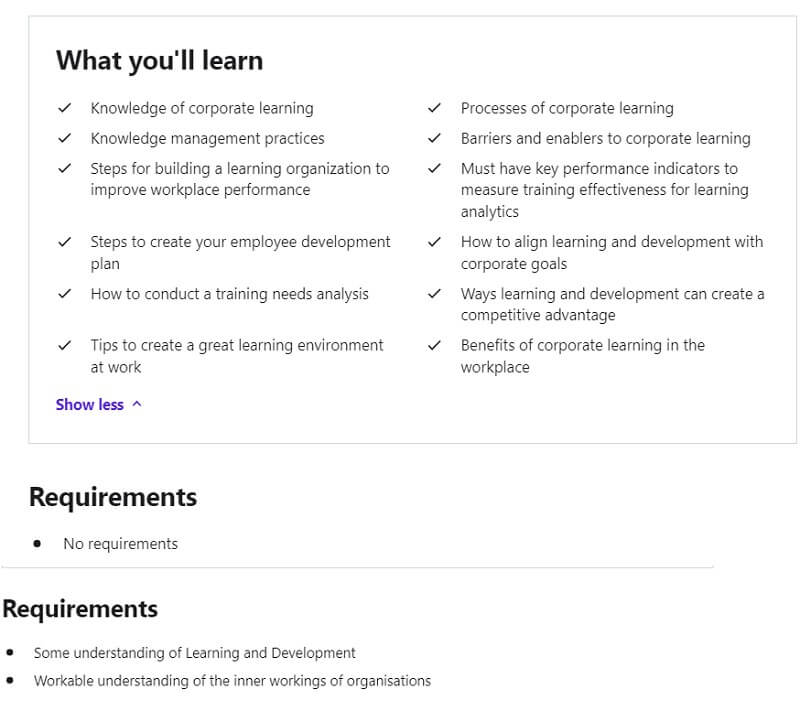 What you'll learn
Knowledge of corporate learning
Processes of corporate learning
Knowledge management practices
Barriers and enablers to corporate learning
Steps for building a learning organization to
improve workplace performance
Must have key performance indicators to
measure training effectiveness for learning
analytics
Steps to create your employee development
plan
How to align learning and development with
corporate goals
How to conduct a training needs analysis
Ways learning and development can create a
competitive advantage
Tips to create a great learning environment
at work
Benefits of corporate learning in the
workplace
Show less
Requirements
No requirements
Requirements
Some understanding of Learning and Development
Workable understanding of the inner workings of organisations